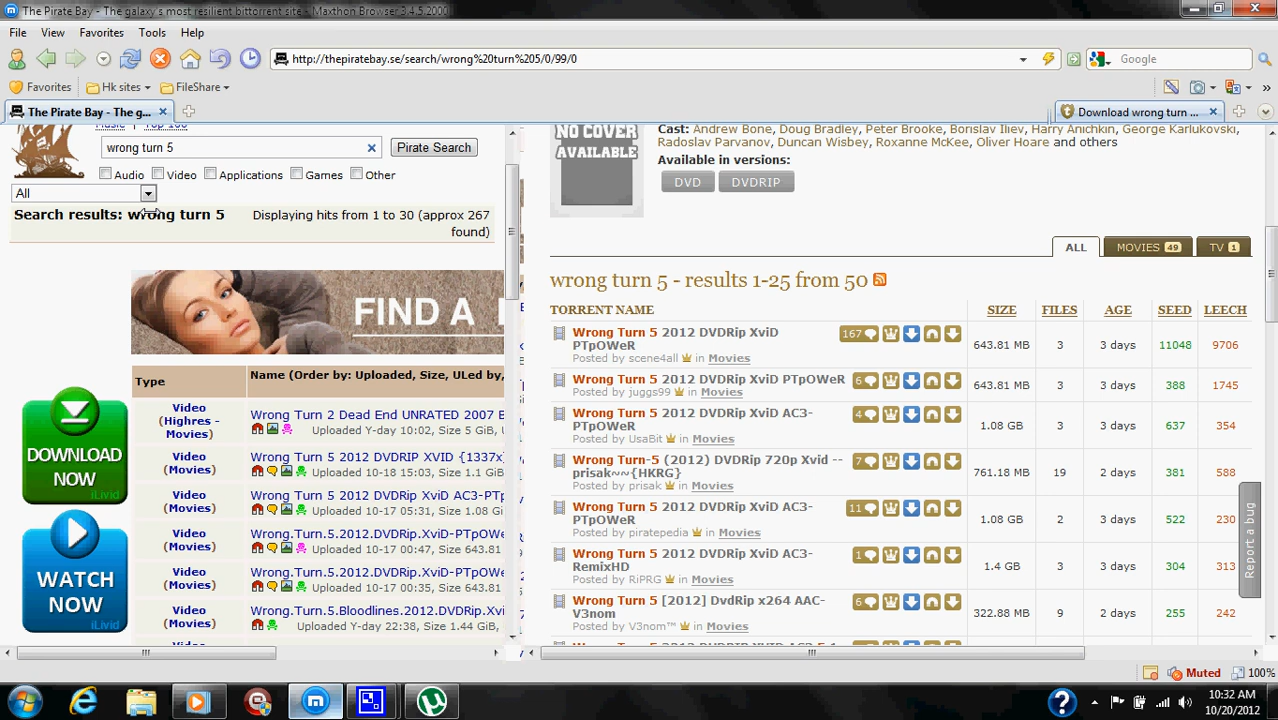 The Pirate Bay - The galaxy's most resilient bittorrent site - Maxthon Browser 3.4.5.2000
File View Favorites Tools Help
http://thepiratebay.se/search/wrong%20turn%205/0/99/0
Google
Favorites Hk sites FileShare
The Pirate Bay - The g...
Download wrong turn ...
Music | Top 100
wrong turn 5
Pirate Search
Audio Video Applications Games Other
All
Search results: wrong turn 5
Displaying hits from 1 to 30 (approx 267
found)
FIND A
DOWNLOAD
NOW
iLivid
WATCH
NOW
iLivid
Type
Name (Order by: Uploaded, Size, ULed by,
Video
(Highres -
Movies)
Wrong Turn 2 Dead End UNRATED 2007
Uploaded Y-day 10:02, Size 5 GiB,
Video
(Movies)
Wrong Turn 5 2012 DVDRIP XVID {1337x}
Uploaded 10-18 15:03, Size 1.1 Gi
Video
(Movies)
Wrong Turn 5 2012 DVDRip XviD AC3-PTp
Uploaded 10-17 05:31, Size 1.08 Gi
Video
(Movies)
Wrong.Turn.5.2012.DVDRip.XviD-PTpOWe
Uploaded 10-17 00:47, Size 643.81
Video
(Movies)
Wrong.Turn.5.2012.DVDRip.XviD-PTpOWe
Uploaded 10-17 00:35, Size 643.81
Video
(Movies)
Wrong.Turn.5.Bloodlines.2012.DvDRip.Xvi
Uploaded Y-day 22:38, Size 1.44 GiB,
NO COVER
AVAILABLE
Cast: Andrew Bone, Doug Bradley, Peter Brooke, Borislav Iliev, Harry Anichkin, George Karlukovski,
Radoslav Parvanov, Duncan Wisbey, Roxanne McKee, Oliver Hoare and others
Available in versions:
DVD DVDRIP
ALL MOVIES 49 TV 1
wrong turn 5 - results 1-25 from 50
TORRENT NAME SIZE FILES AGE SEED LEECH
Wrong Turn 5 2012 DVDRip XviD
PTpOWeR
167 643.81 MB 3 3 days 11048 9706
Posted by scene4all in Movies
Wrong Turn 5 2012 DVDRip XviD PTpOWeR
6 643.81 MB 3 3 days 388 1745
Posted by juggs99 in Movies
Wrong Turn 5 2012 DVDRip XviD AC3-
PTpOWeR
4 1.08 GB 3 3 days 637 354
Posted by UsaBit in Movies
Wrong Turn-5 (2012) DVDRip 720p Xvid --
prisak~~{HKRG}
7 761.18 MB 19 2 days 381 588
Posted by prisak in Movies
Wrong Turn 5 2012 DVDRip XviD AC3-
PTpOWeR
11 1.08 GB 2 3 days 522 230
Posted by piratepedia in Movies
Wrong Turn 5 2012 DVDRip XviD AC3-
RemixHD
1 1.4 GB 3 3 days 304 313
Posted by RiPRG in Movies
Wrong Turn 5 [2012] DvdRip x264 AAC-
V3nom
6 322.88 MB 9 2 days 255 242
Posted by V3nom™ in Movies
Report a bug
Muted 100%
10:32 AM
10/20/2012